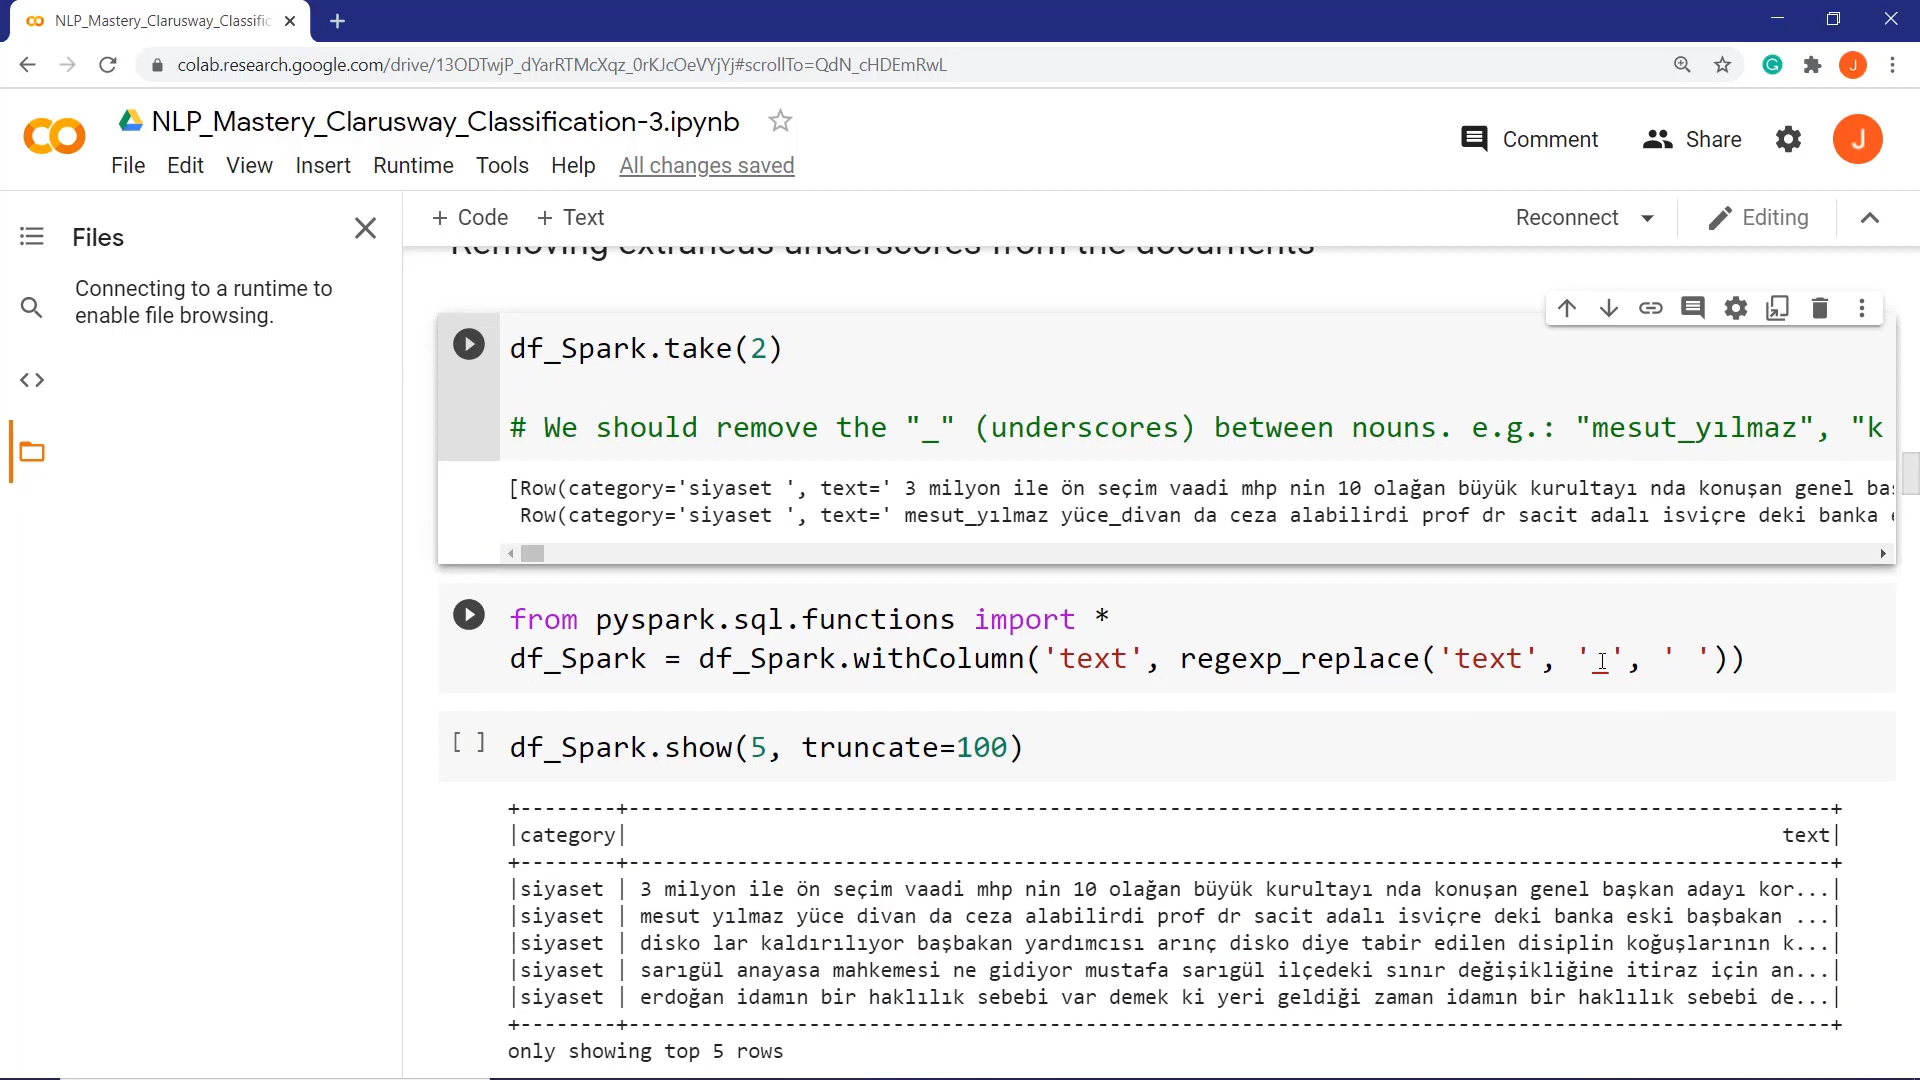 NLP_Mastery_Clarusway_Classific
colab.research.google.com/drive/13ODTwjP_dYarRTMcXqz_0rKJcOeVYjYj#scrollTo=QdN_cHDEmRwL
J
NLP_Mastery_Clarusway_Classification-3.ipynb
Comment
Share
J
File Edit View Insert Runtime Tools Help All changes saved
Files
+ Code + Text
Reconnect
Editing
Connecting to a runtime to
enable file browsing.
Removing extraneus underscores from the documents
df_Spark.take(2)
# We should remove the "_" (underscores) between nouns. e.g.: "mesut_yılmaz", "k
[Row(category='siyaset ', text=' 3 milyon ile ön seçim vaadi mhp nin 10 olağan büyük kurultayı nda konuşan genel baş
Row(category='siyaset ', text=' mesut_yılmaz yüce_divan da ceza alabilirdi prof dr sacit adalı isviçre deki banka
from pyspark.sql.functions import *
df_Spark = df_Spark.withColumn('text', regexp_replace('text', '_', ' '))
[ ] df_Spark.show(5, truncate=100)
+--------+----------------------------------------------------------------------------------------------------+
|category| text|
+--------+----------------------------------------------------------------------------------------------------+
|siyaset | 3 milyon ile ön seçim vaadi mhp nin 10 olağan büyük kurultayı nda konuşan genel başkan adayı kor...|
|siyaset | mesut yılmaz yüce divan da ceza alabilirdi prof dr sacit adalı isviçre deki banka eski başbakan ...|
|siyaset | disko lar kaldırılıyor başbakan yardımcısı arınç disko diye tabir edilen disiplin koğuşlarının k...|
|siyaset | sarıgül anayasa mahkemesi ne gidiyor mustafa sarıgül ilçedeki sınır değişikliğine itiraz için an...|
|siyaset | erdoğan idamın bir haklılık sebebi var demek ki yeri geldiği zaman idamın bir haklılık sebebi de...|
+--------+----------------------------------------------------------------------------------------------------+
only showing top 5 rows